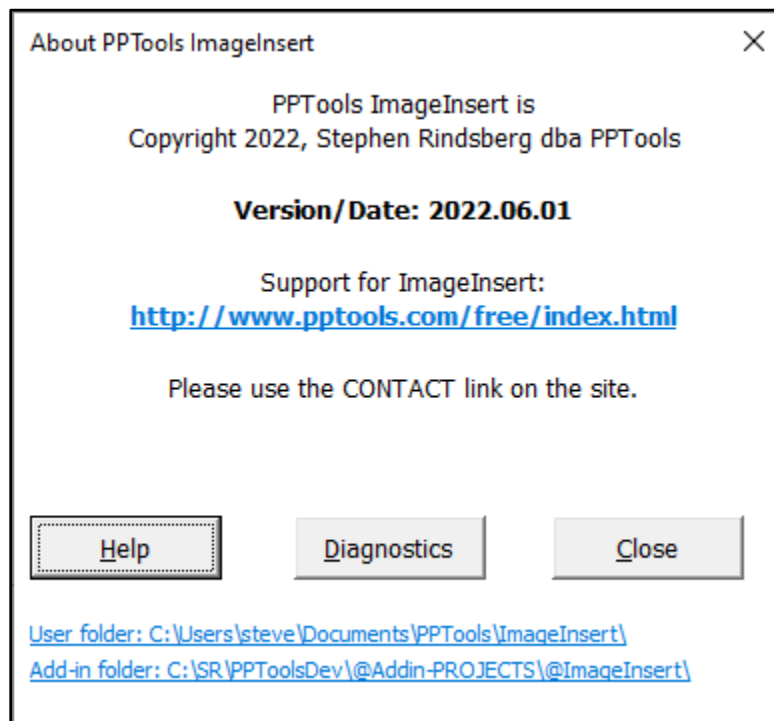 About PPTools ImageInsert
PPTools ImageInsert is
Copyright 2022, Stephen Rindsberg dba PPTools
Version/Date: 2022.06.01
Support for ImageInsert:
http://www.pptools.com/free/index.html
Please use the CONTACT link on the site.
Help Diagnostics Close
User folder: C:\Users\steve\Documents\PPTools\ImageInsert\
Add-in folder: C:\SR\PPToolsDev\@Addin-PROJECTS\@ImageInsert\